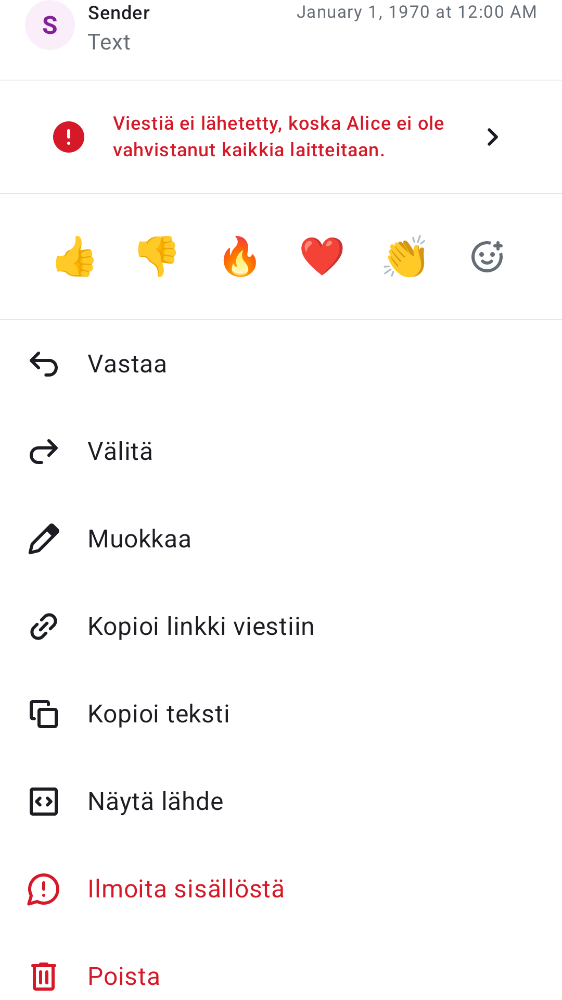 S
Sender
January 1, 1970 at 12:00 AM
Text
Viestiä ei lähetetty, koska Alice ei ole
vahvistanut kaikkia laitteitaan.
Vastaa
Välitä
Muokkaa
Kopioi linkki viestiin
Kopioi teksti
Näytä lähde
Ilmoita sisällöstä
Poista